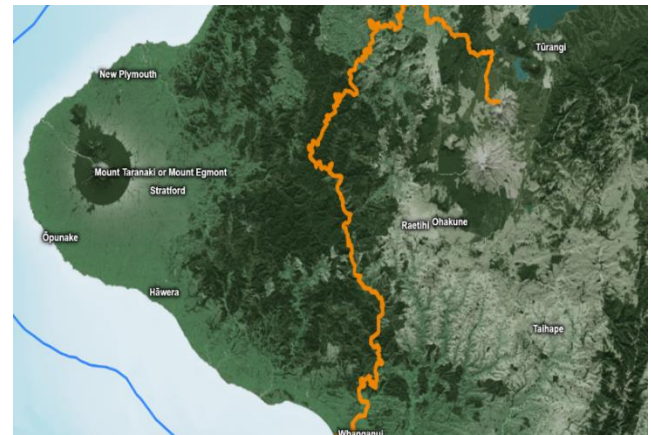 Tūrangi
New Plymouth
Mount Taranaki or Mount Egmont
Stratford
Raetihi
Ohakune
Ōpunake
Hāwera
Taihape
Whanganui